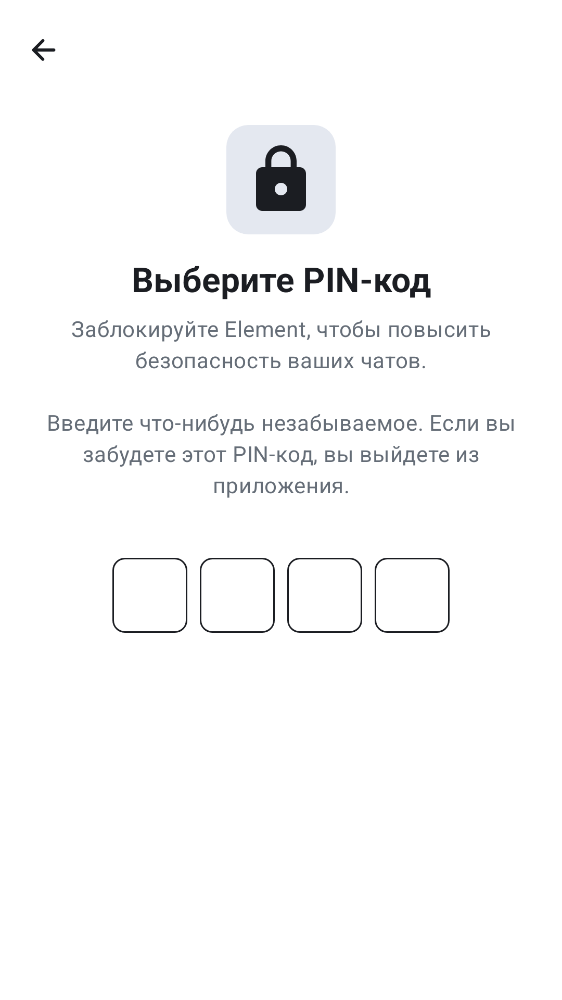 Выберите PIN-код
Заблокируйте Element, чтобы повысить
безопасность ваших чатов.
Введите что-нибудь незабываемое. Если вы
забудете этот PIN-код, вы выйдете из
приложения.